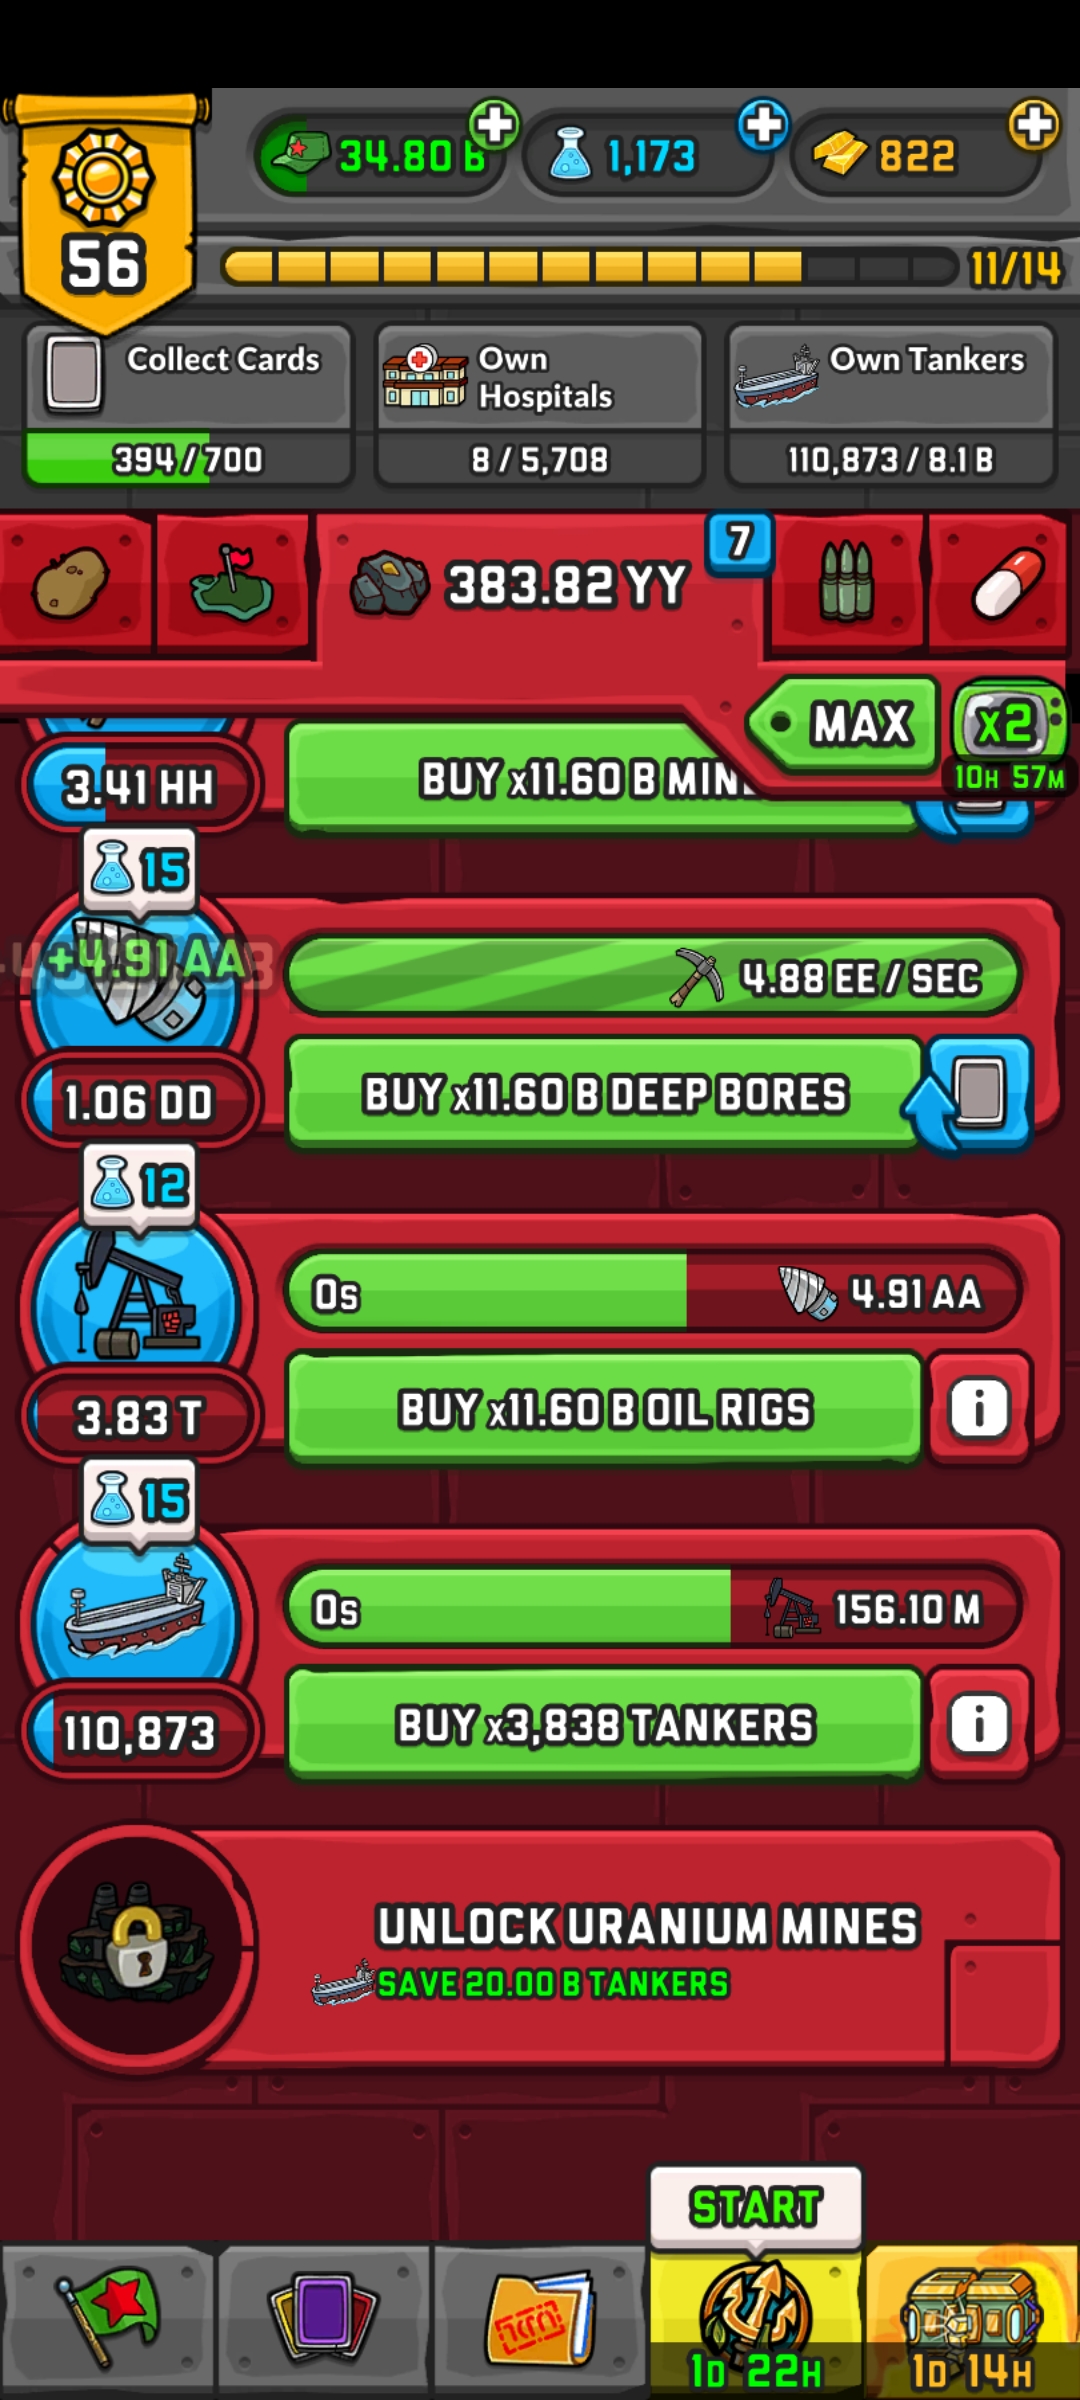 56
34.80 B
1,173
822
11/14
Collect Cards
394 / 700
Own
Hospitals
8 / 5,708
Own Tankers
110,873 / 8.1 B
383.82 YY
7
MAX
x2
10H 57M
3.41 HH
BUY x11.60 B
15
+4.91 AA
4.88 EE / SEC
1.06 DD
BUY x11.60 B DEEP BORES
12
0s
4.91 AA
3.83 T
BUY x11.60 B OIL RIGS
15
0s
156.10 M
110,873
BUY x3,838 TANKERS
UNLOCK URANIUM MINES
SAVE 20.00 B TANKERS
START
1D 22H
1D 14H